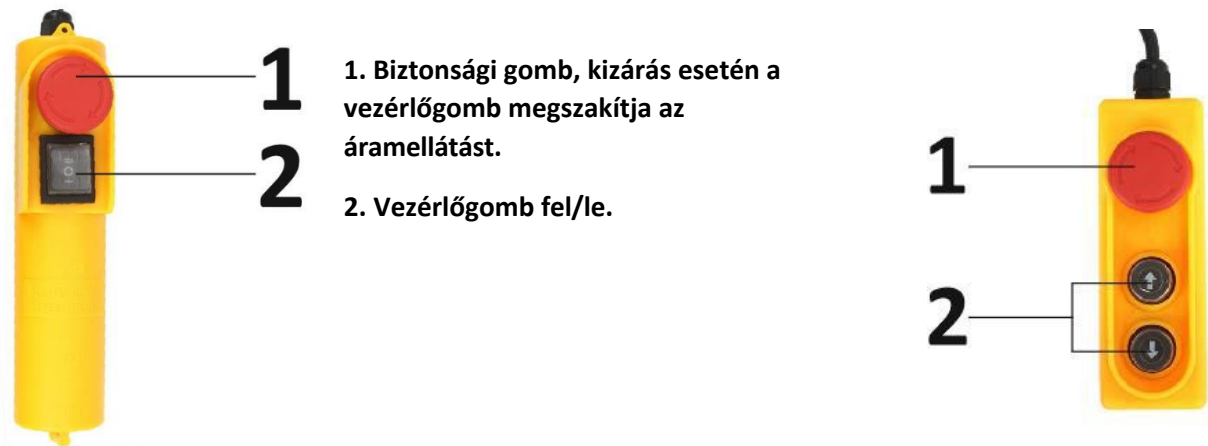 1
1. Biztonsági gomb, kizárás esetén a
vezérlőgomb megszakítja az
áramellátást.
2
2. Vezérlőgomb fel/le.
1
2